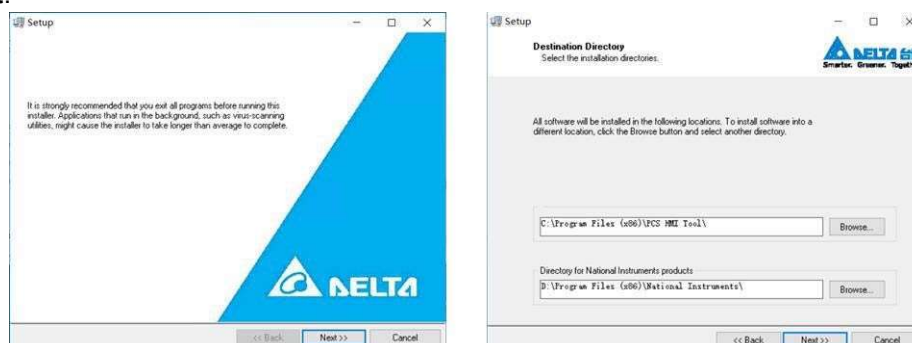 Setup
It is strongly recommended that you exit all programs before running this
installer. Applications that run in the background, such as virus-scanning
utilities, might cause the installer to take longer than average to complete.
DELTA
<< Back
Next >>
Cancel
Setup
Destination Directory
Select the installation directories.
DELTA 台
Smarter. Greener. Togeth
All software will be installed in the following locations. To install software into a
different location, click the Browse button and select another directory.
C:\Program Files (x86)\PCS HMI Tool\
Browse...
Directory for National Instruments products
D:\Program Files (x86)\National Instruments\
Browse...
<< Back
Next >>
Cancel